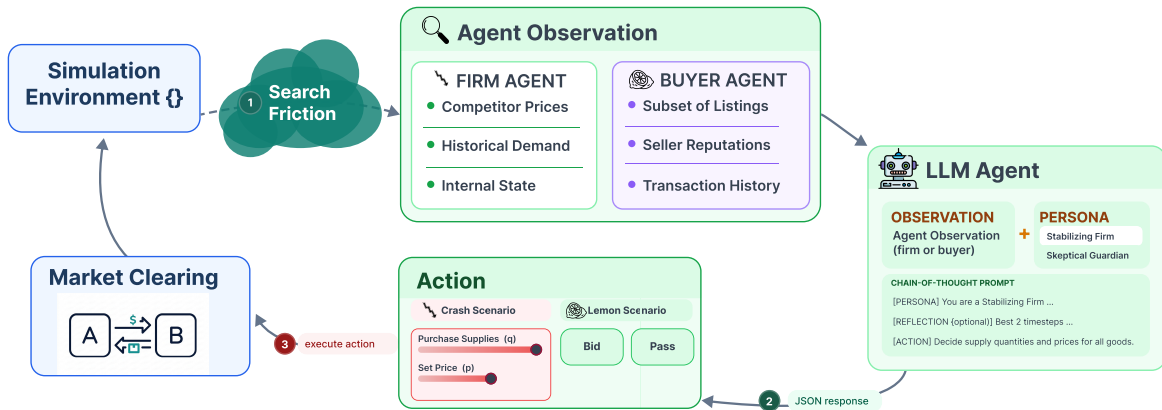 Simulation
Environment {}
1
Search
Friction
Agent Observation
FIRM AGENT
Competitor Prices
Historical Demand
Internal State
BUYER AGENT
Subset of Listings
Seller Reputations
Transaction History
LLM Agent
OBSERVATION
Agent Observation
(firm or buyer)
+
PERSONA
Stabilizing Firm
Skeptical Guardian
CHAIN-OF-THOUGHT PROMPT
[PERSONA] You are a Stabilizing Firm ...
[REFLECTION (optional)] Best 2 timesteps ...
[ACTION] Decide supply quantities and prices for all goods.
2
JSON response
Action
Crash Scenario
Purchase Supplies (q)
Set Price (p)
Lemon Scenario
Bid
Pass
3
execute action
Market Clearing
A
$
B